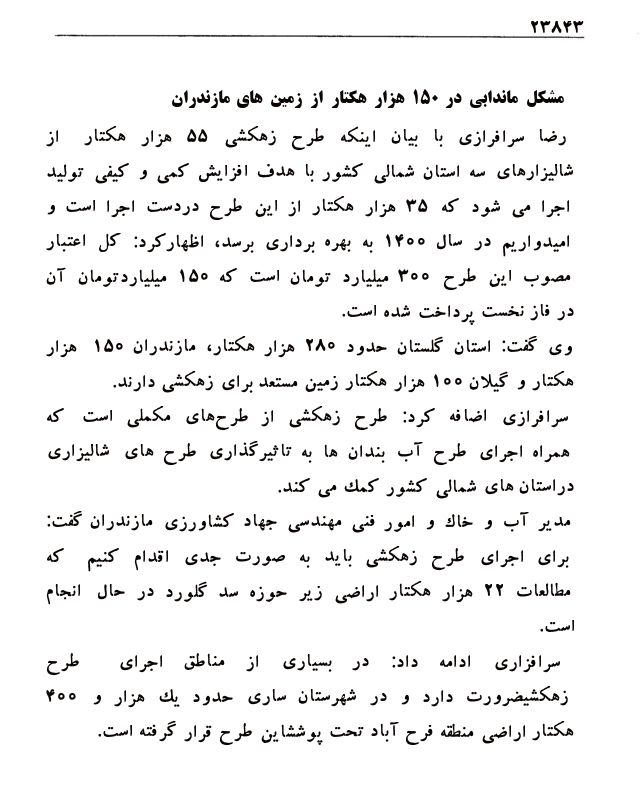 ۲۳۸۴۳
مشکل ماندابی در ۱۵۰ هزار هکتار از زمین های مازندران
رضا سرافرازی با بیان اینکه طرح زهکشی ۵۵ هزار هکتار از
شالیزارهای سه استان شمالی کشور با هدف افزایش کمی و کیفی تولید
اجرا می شود که ۳۵ هزار هکتار از این طرح دردست اجرا است و
امیدواریم در سال ۱۴۰۰ به بهره برداری برسد، اظهارکرد: کل اعتبار
مصوب این طرح ۳۰۰ میلیارد تومان است که ۱۵۰ میلیاردتومان آن
در فاز نخست پرداخت شده است.
وی گفت: استان گلستان حدود ۲۸۰ هزار هکتار، مازندران ۱۵۰ هزار
هکتار و گیلان ۱۰۰ هزار هکتار زمین مستعد برای زهکشی دارند.
سرافرازی اضافه کرد: طرح زهکشی از طرح‌های مکملی است که
همراه اجرای طرح آب بندان ها به تاثیرگذاری طرح های شالیزاری
دراستان های شمالی کشور کمك می کند.
مدیر آب و خاك و امور فنی مهندسی جهاد کشاورزی مازندران گفت:
برای اجرای طرح زهکشی باید به صورت جدی اقدام کنیم که
مطالعات ۲۲ هزار هکتار اراضی زیر حوزه سد گلورد در حال انجام
است.
سرافرازی ادامه داد: در بسیاری از مناطق اجرای طرح
زهکشیضرورت دارد و در شهرستان ساری حدود یك هزار و ۴۰۰
هکتار اراضی منطقه فرح آباد تحت پوششاین طرح قرار گرفته است.